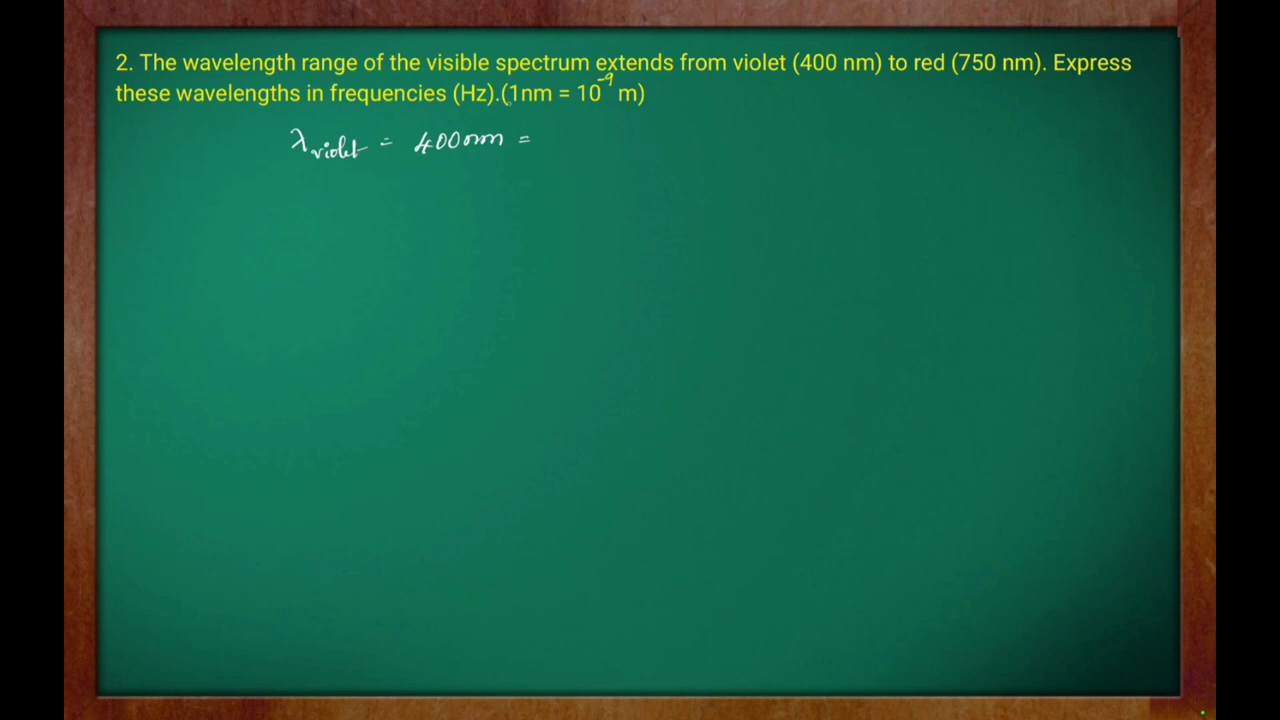 2. The wavelength range of the visible spectrum extends from violet (400 nm) to red (750 nm). Express
these wavelengths in frequencies (Hz).(1nm = 10⁻⁹ m)
λ violet = 400nm =